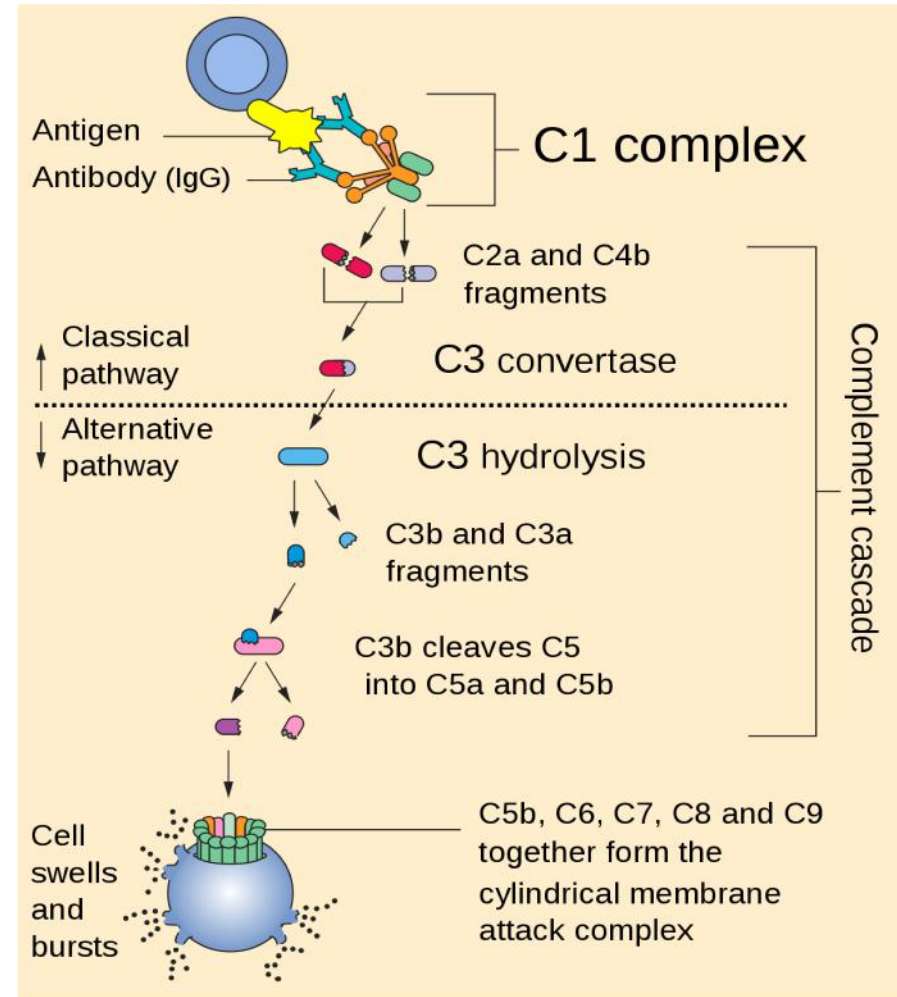 Antigen
Antibody (IgG)
C1 complex
C2a and C4b
fragments
Classical
pathway
C3 convertase
Alternative
pathway
C3 hydrolysis
C3b and C3a
fragments
C3b cleaves C5
into C5a and C5b
Complement cascade
Cell
swells
and
bursts
C5b, C6, C7, C8 and C9
together form the
cylindrical membrane
attack complex